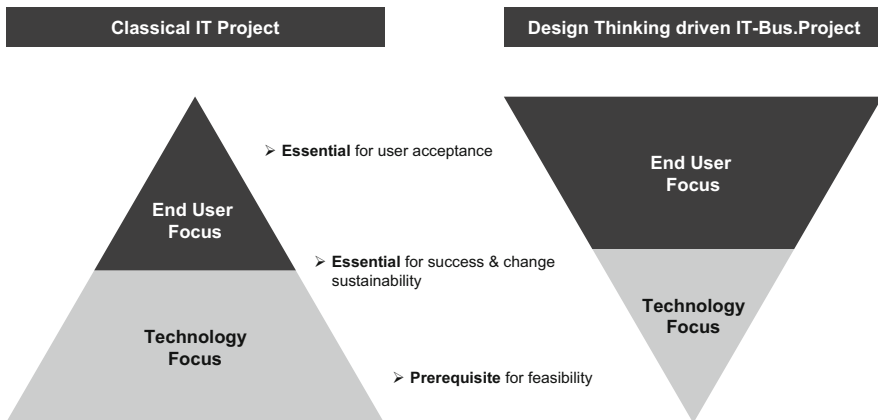 Classical IT Project
Design Thinking driven IT-Bus.Project
➢ Essential for user acceptance
End User
Focus
End User
Focus
➢ Essential for success & change
sustainability
Technology
Focus
Technology
Focus
➢ Prerequisite for feasibility